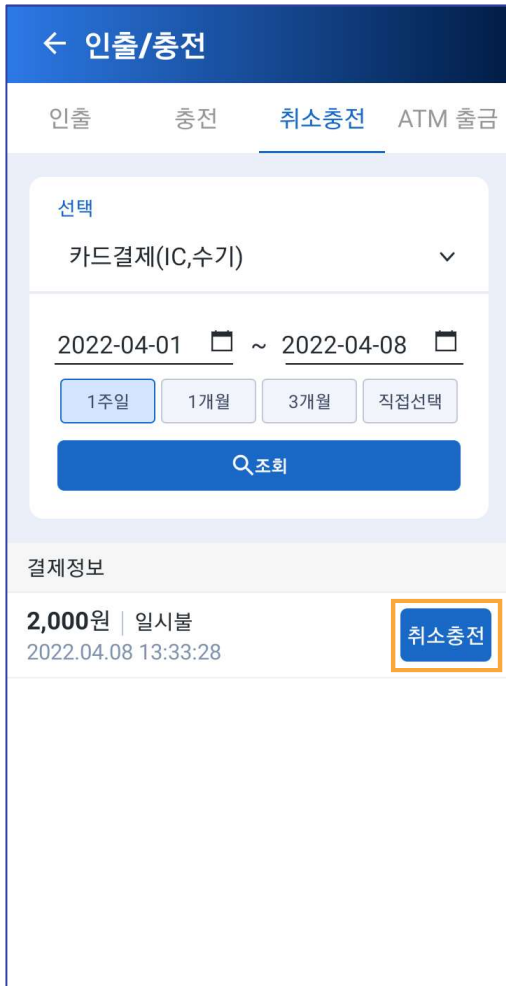 ← 인출/충전
인출 충전 취소충전 ATM 출금
선택
카드결제(IC,수기)
2022-04-01 ~ 2022-04-08
1주일 1개월 3개월 직접선택
조회
결제정보
2,000원 | 일시불
2022.04.08 13:33:28
취소충전